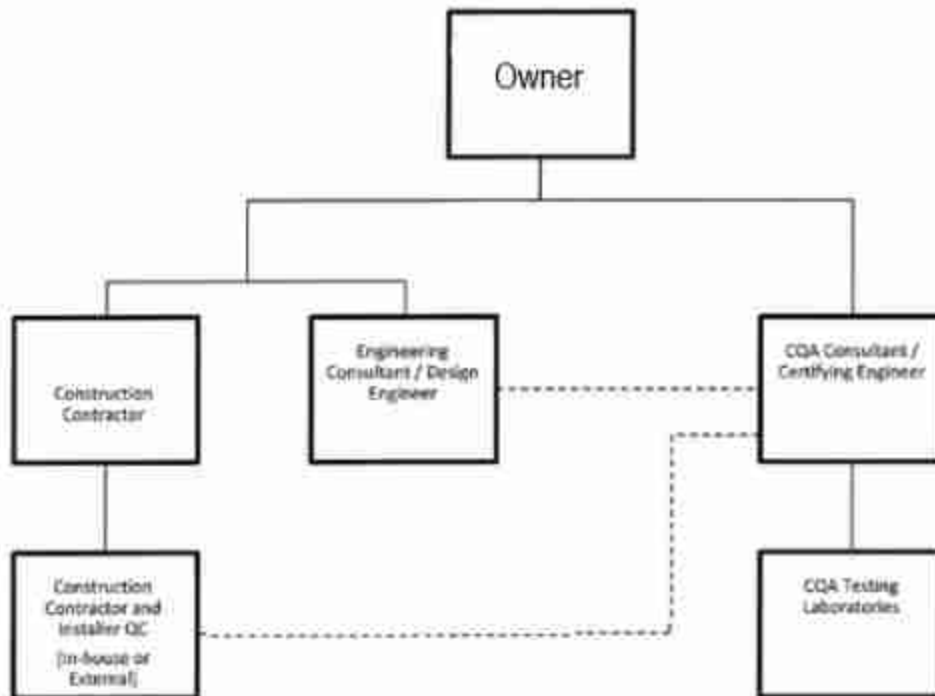 Owner
Construction
Contractor
Engineering
Consultant / Design
Engineer
CQA Consultant /
Certifying Engineer
Construction
Contractor and
Installer QC
[In-house or
External]
CQA Testing
Laboratories